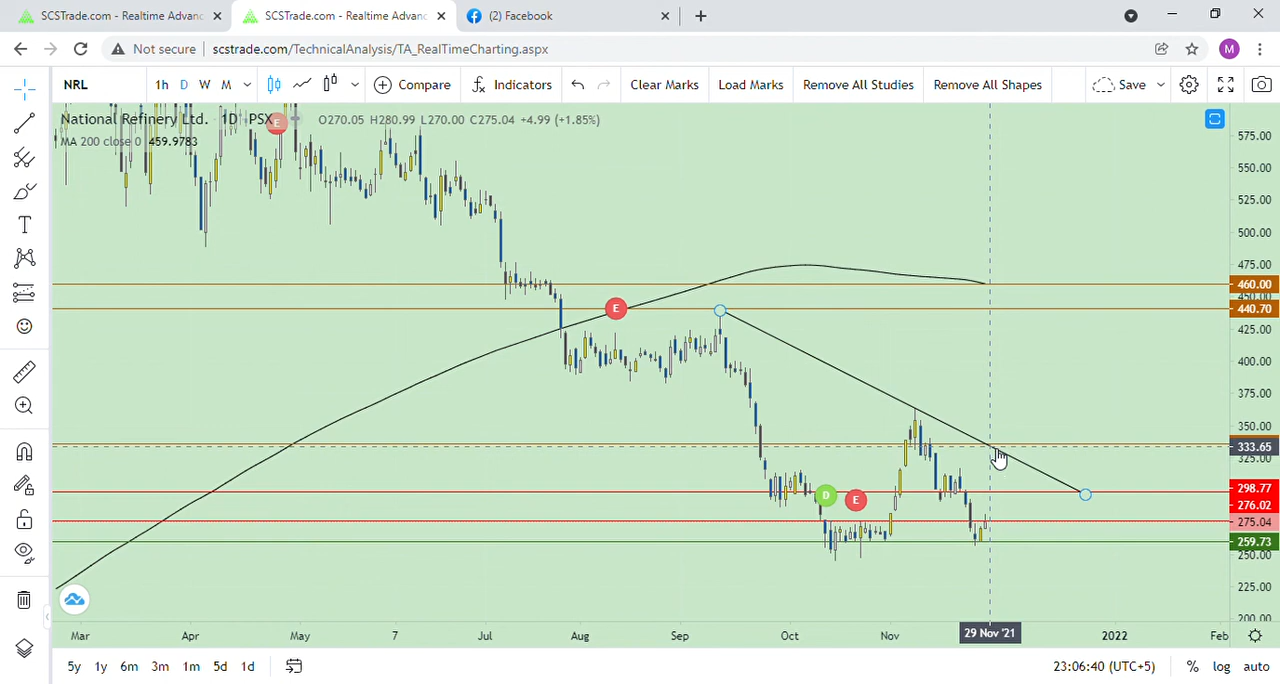 SCSTrade.com - Realtime Advanc
SCSTrade.com - Realtime Advanc
(2) Facebook
M
Not secure
scstrade.com/TechnicalAnalysis/TA_RealTimeCharting.aspx
NRL
1h D W M
Compare
Indicators
Clear Marks
Load Marks
Remove All Studies
Remove All Shapes
Save
National Refinery Ltd. 1D PSX O270.05 H280.99 L270.00 C275.04 +4.99 (+1.85%)
MA 200 close 0 459.9783
E
E
D
E
575.00
550.00
525.00
500.00
475.00
460.00
450.00
440.70
425.00
400.00
375.00
350.00
333.65
325.00
298.77
276.02
275.04
259.73
250.00
225.00
200.00
Mar Apr May 7 Jul Aug Sep Oct Nov 29 Nov '21 2022 Feb
5y 1y 6m 3m 1m 5d 1d
23:06:40 (UTC+5) % log auto